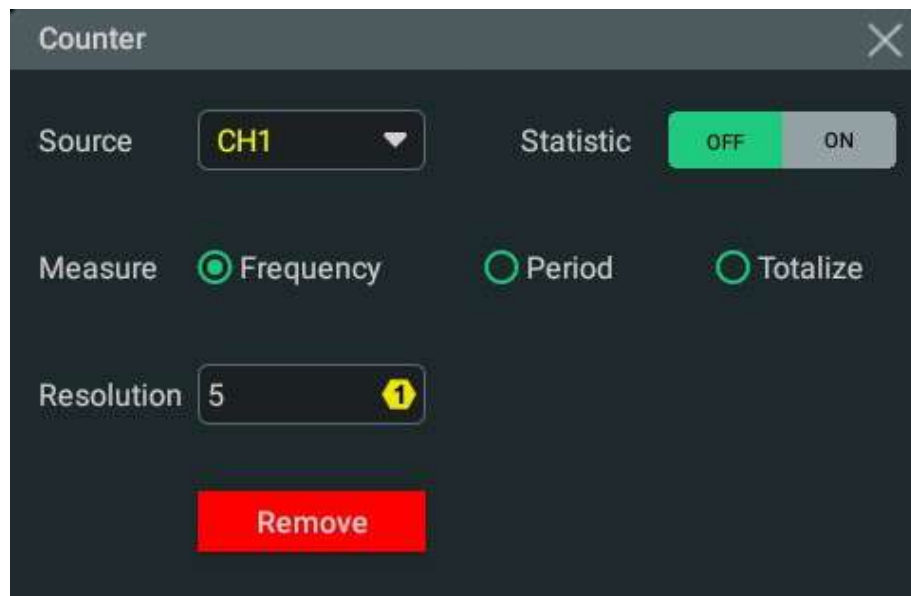 Counter
Source CH1 Statistic OFF ON
Measure Frequency Period Totalize
Resolution 5 1
Remove